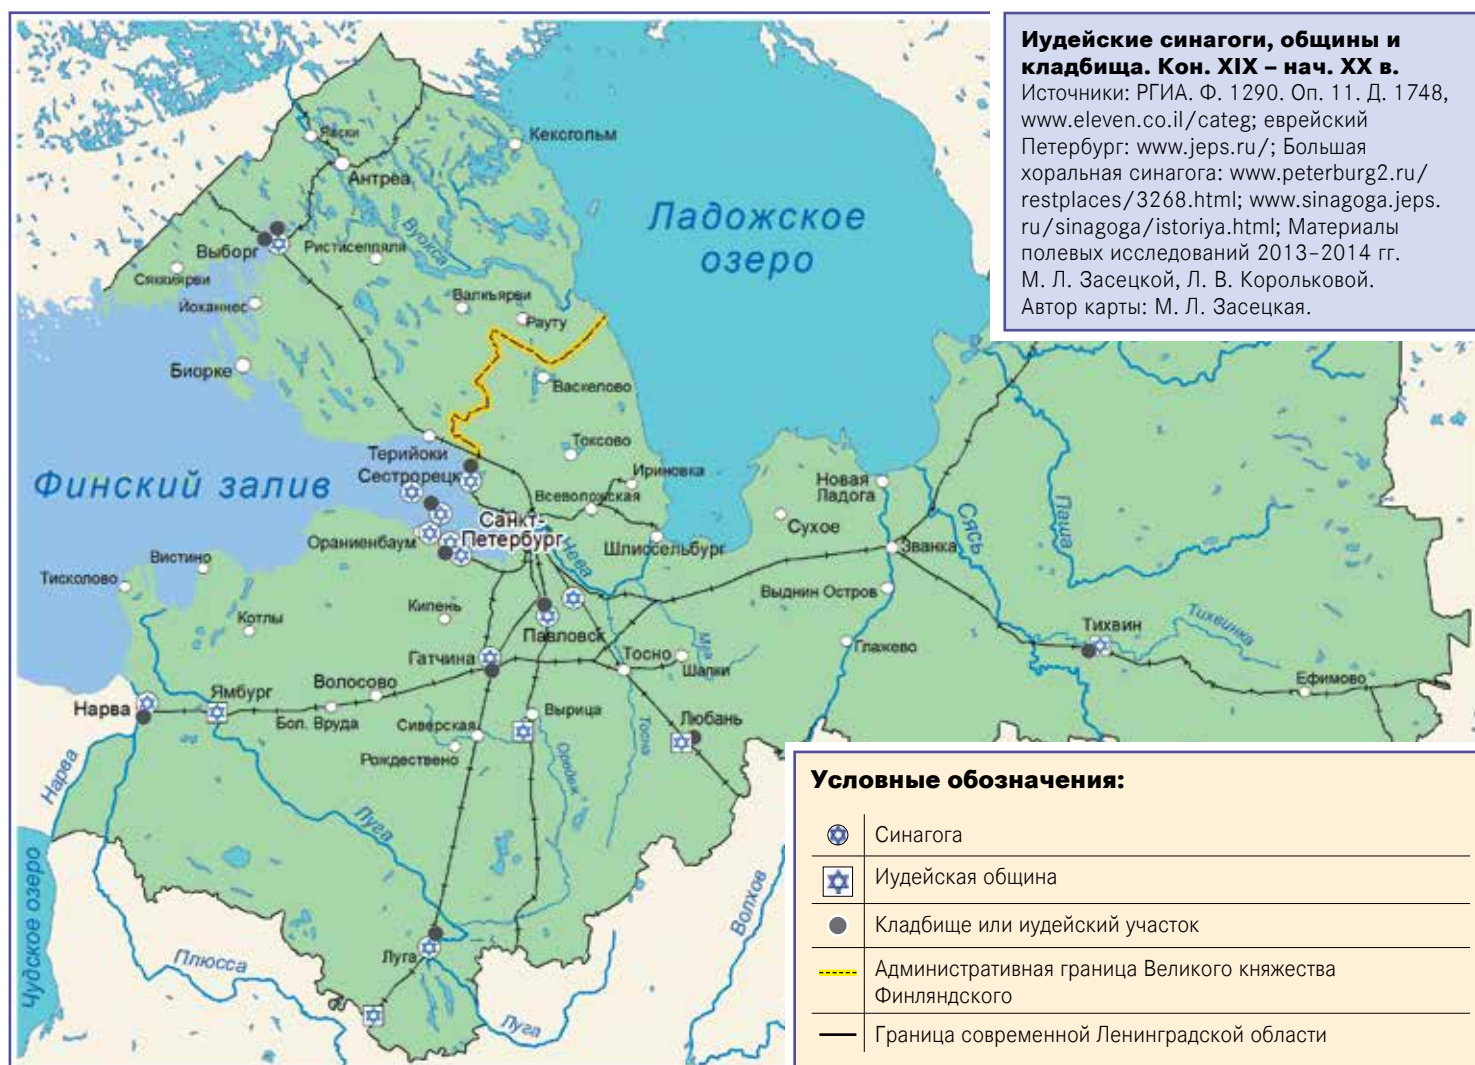 Иудейские синагоги, общины и
кладбища. Кон. XIX – нач. XX в.
Источники: РГИА. Ф. 1290. Оп. 11. Д. 1748,
www.eleven.co.il/categ; еврейский
Петербург: www.jeps.ru/; Большая
хоральная синагога: www.peterburg2.ru/
restplaces/3268.html; www.sinagoga.jeps.
ru/sinagoga/istoriya.html; Материалы
полевых исследований 2013–2014 гг.
М. Л. Засецкой, Л. В. Корольковой.
Автор карты: М. Л. Засецкая.
Яаски
Кексгольм
Антреа
Ладожское
озеро
Вуокса
Выборг
Ристисеппяля
Сяккиярви
Йоханнес
Валкъярви
Рауту
Биорке
Васкелово
Терийоки
Токсово
Сестрорецк
Ириновка
Финский залив
Новая
Ладога
Всеволожская
Санкт-
Петербург
Сухое
Сясь
Паша
Ораниенбаум
Нева
Шлиссельбург
Званка
Вистино
Тисколово
Выднин Остров
Кипень
Котлы
Павловск
Тихвин
Тихвинка
Мга
Глажево
Гатчина
Тосно
Шапки
Волосово
Ефимово
Ямбург
Нарва
Бол. Вруда
Сиверская
Вырица
Тосна
Любань
Рождествено
Оредеж
Нарва
Луга
Чудское озеро
Плюсса
Луга
Луга
Волхов
Условные обозначения:
Синагога
Иудейская община
Кладбище или иудейский участок
Административная граница Великого княжества
Финляндского
Граница современной Ленинградской области